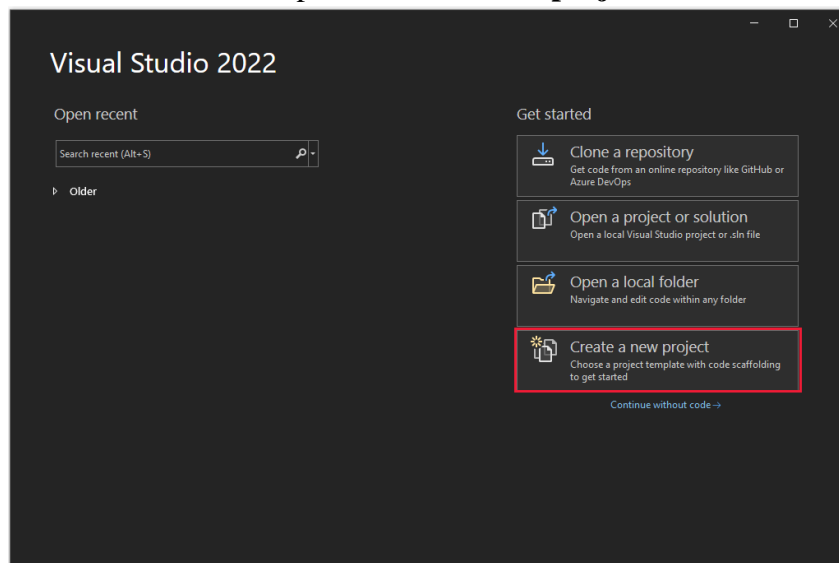 Visual Studio 2022
Open recent
Search recent (Alt+S)
Older
Get started
Clone a repository
Get code from an online repository like GitHub or
Azure DevOps
Open a project or solution
Open a local Visual Studio project or .sln file
Open a local folder
Navigate and edit code within any folder
Create a new project
Choose a project template with code scaffolding
to get started
Continue without code →